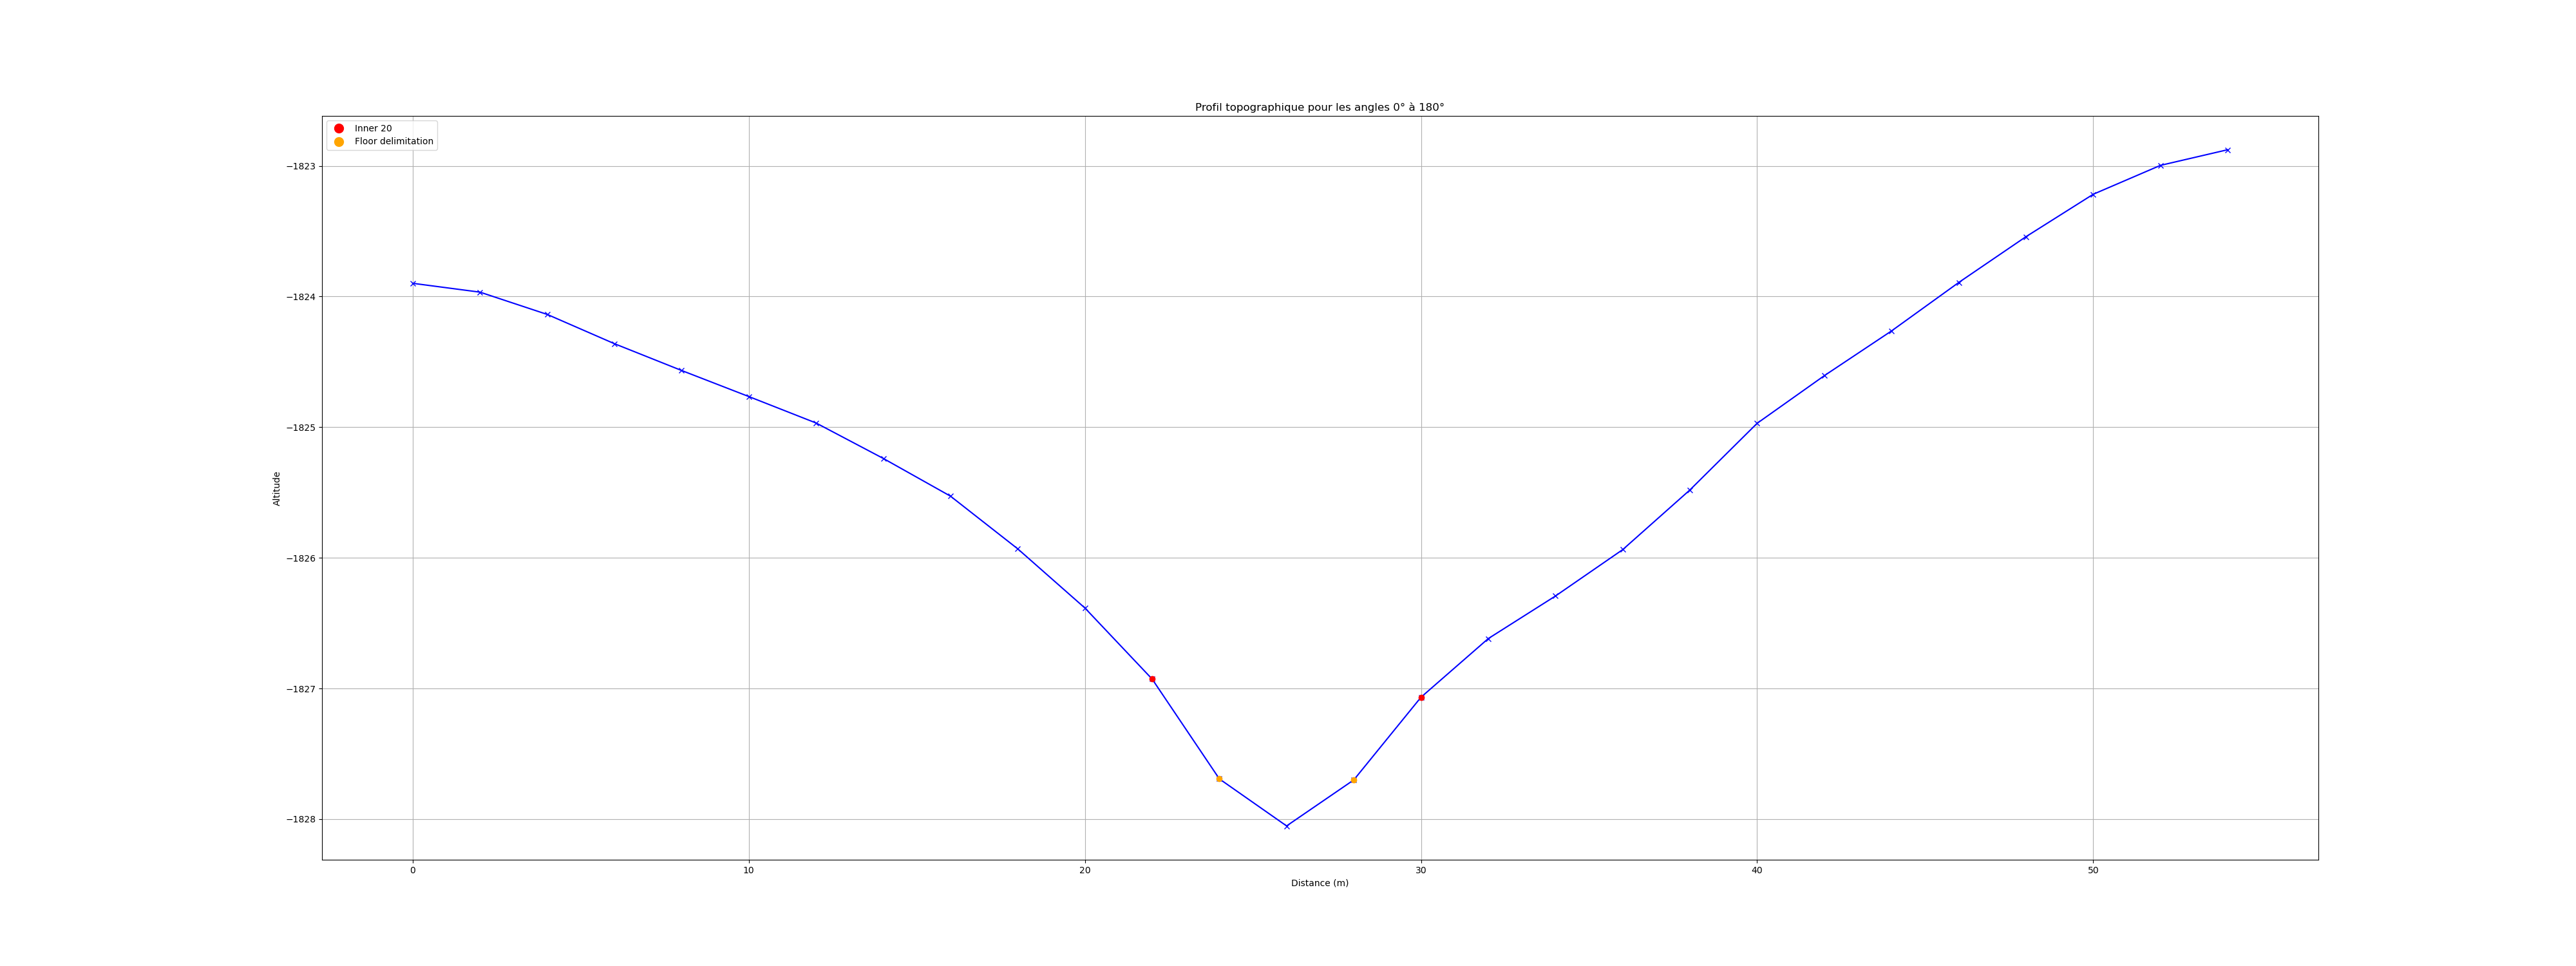 Profil topographique pour les angles 0° à 180°
Inner 20
Floor delimitation
−1823
−1824
−1825
−1826
−1827
−1828
Altitude
0 10 20 30 40 50
Distance (m)